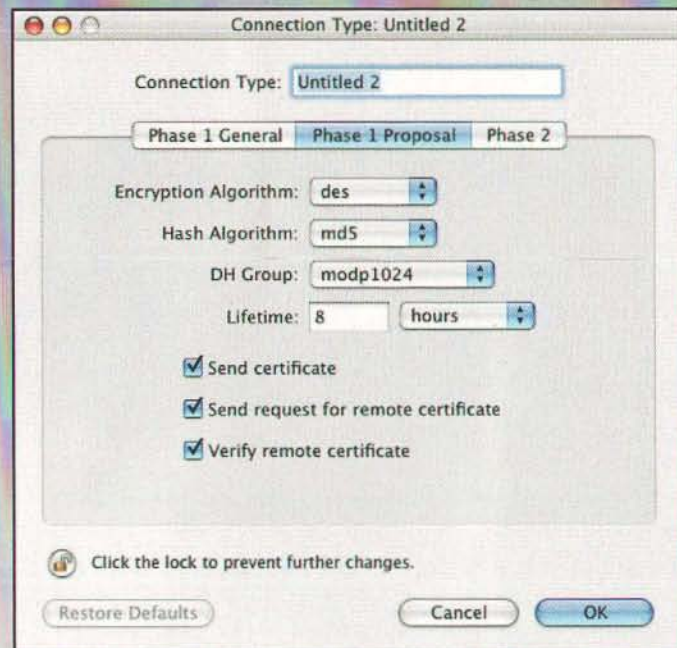 Connection Type: Untitled 2
Connection Type: Untitled 2
Phase 1 General Phase 1 Proposal Phase 2
Encryption Algorithm: des
Hash Algorithm: md5
DH Group: modp1024
Lifetime: 8 hours
Send certificate
Send request for remote certificate
Verify remote certificate
Click the lock to prevent further changes.
Restore Defaults Cancel OK